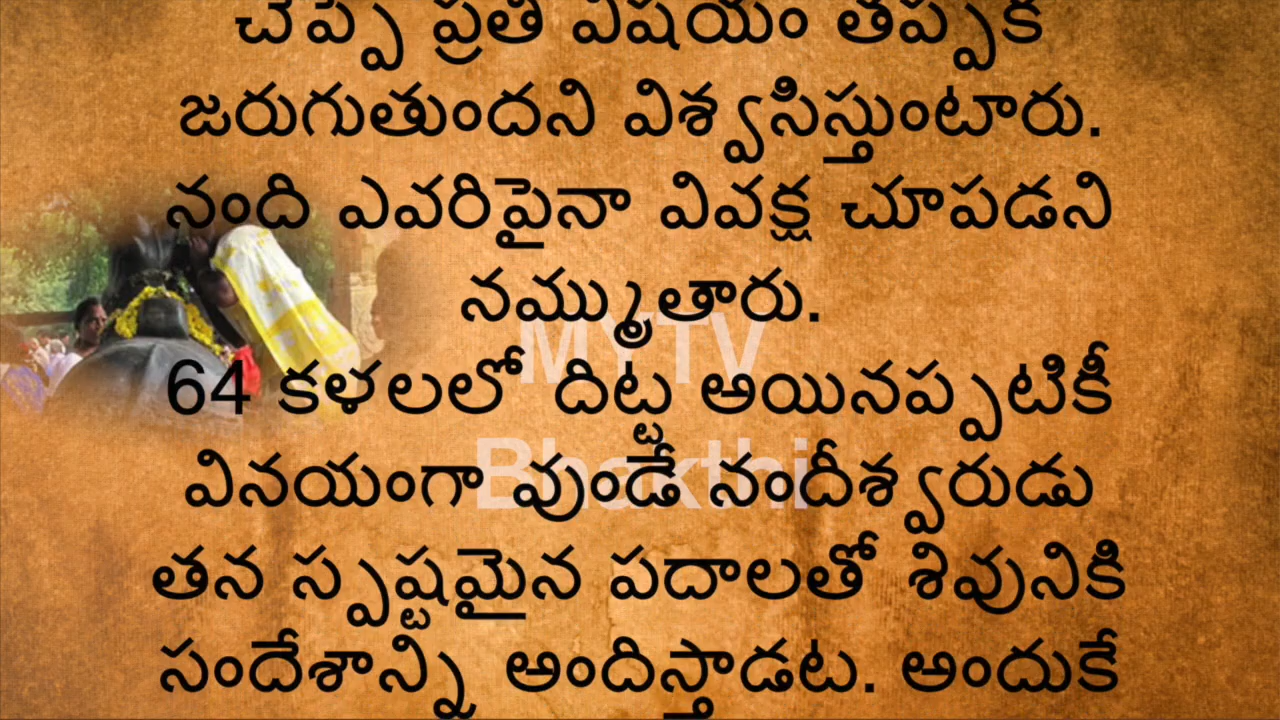 చెప్పే ప్రతి విషయం తప్పక
జరుగుతుందని విశ్వసిస్తుంటారు.
నంది ఎవరిపైనా వివక్ష చూపడని
నమ్ముతారు.
MYTV
64 కళలలో దిట్ట అయినప్పటికీ
Bhakthi
వినయంగా వుండే నందీశ్వరుడు
తన స్పష్టమైన పదాలతో శివునికి
సందేశాన్ని అందిస్తాడట. అందుకే